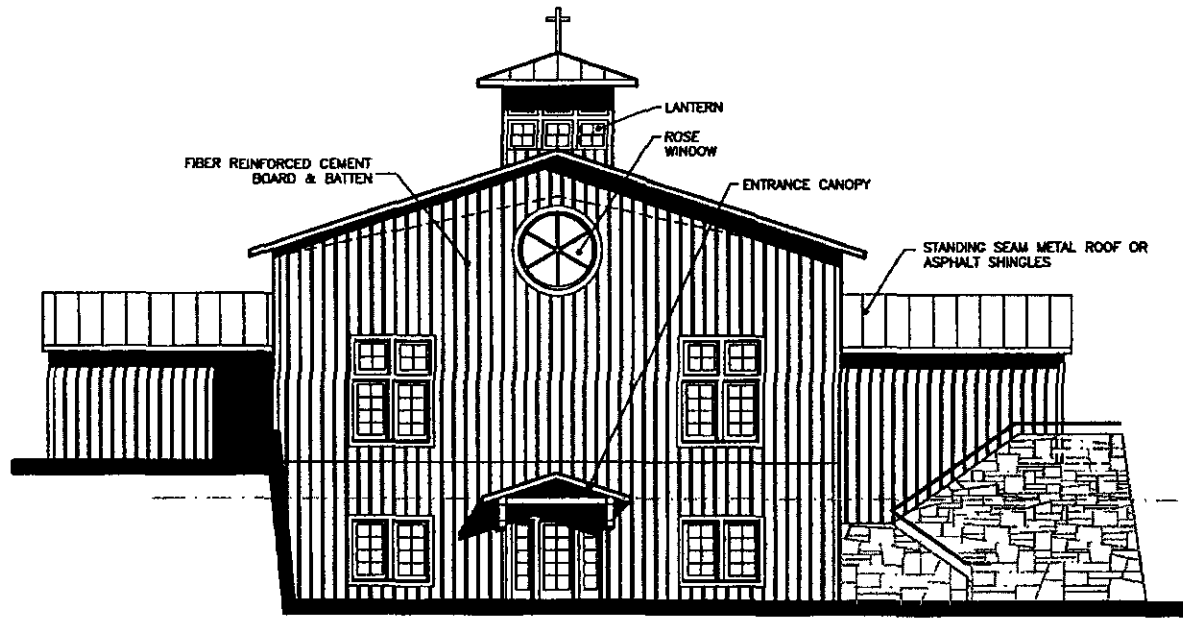 LANTERN
ROSE
WINDOW
FIBER REINFORCED CEMENT
BOARD & BATTEN
ENTRANCE CANOPY
STANDING SEAM METAL ROOF OR
ASPHALT SHINGLES